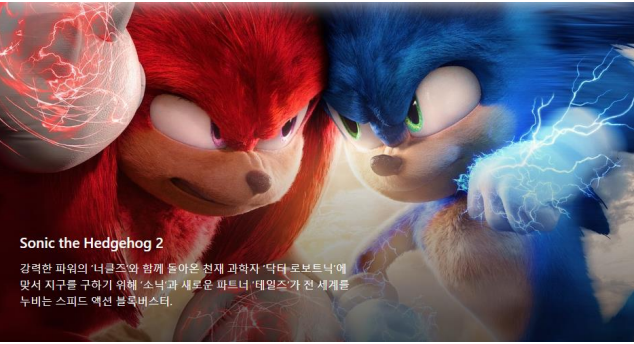 Sonic the Hedgehog 2
강력한 파워의 '너클즈'와 함께 돌아온 천재 과학자 '닥터 로보트닉'에
맞서 지구를 구하기 위해 '소닉'과 새로운 파트너 '테일즈'가 전 세계를
누비는 스피드 액션 블록버스터.